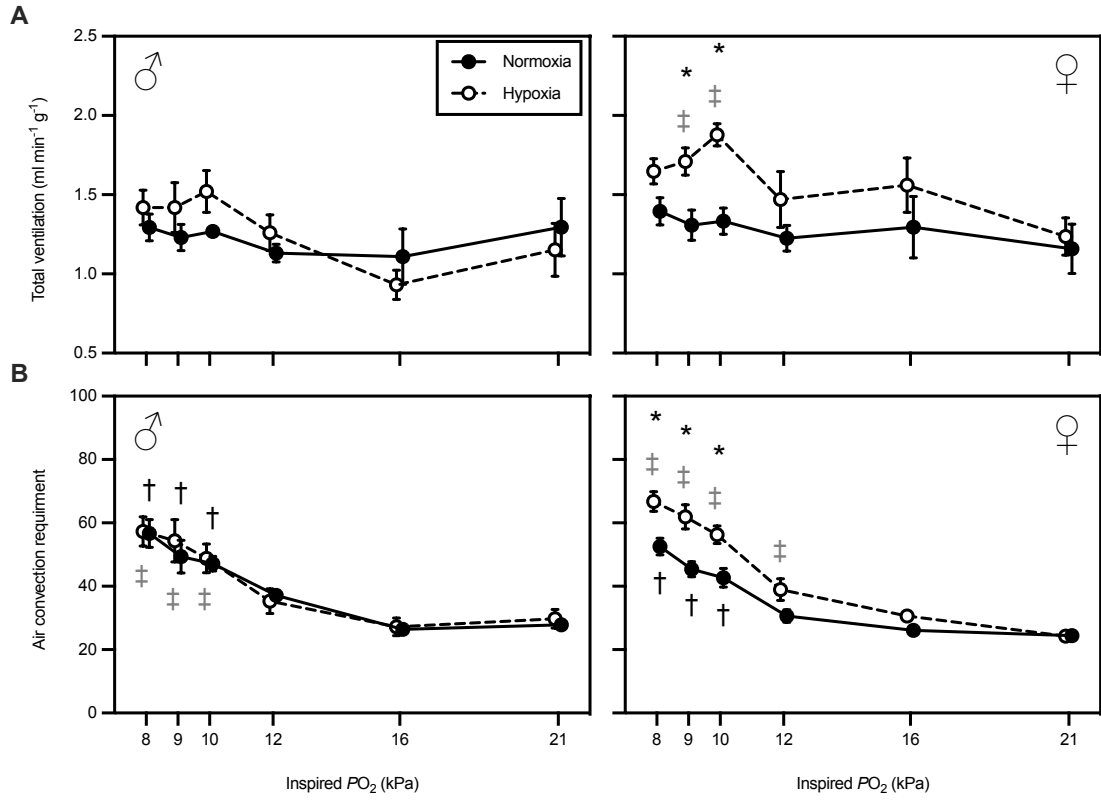 A
Total ventilation (ml min⁻¹ g⁻¹)
2.5
2.0
1.5
1.0
0.5
♂
Normoxia
Hypoxia
* *
‡ ‡
♀
B
Air convection requirment
100
80
60
40
20
0
♂
† † †
‡ ‡ ‡
8 9 10 12 16 21
Inspired PO₂ (kPa)
* * *
‡ ‡ ‡ ‡
† † †
♀
8 9 10 12 16 21
Inspired PO₂ (kPa)